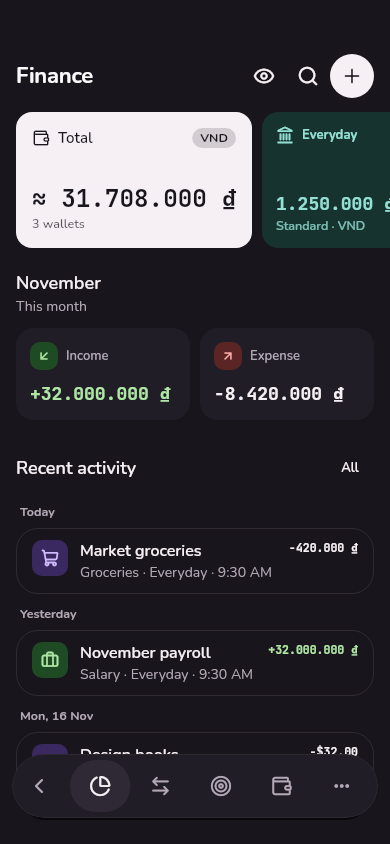 Finance
Total
VND
≈ 31.708.000 ₫
3 wallets
Everyday
1.250.000
Standard · VND
November
This month
Income
+32.000.000 ₫
Expense
-8.420.000 ₫
Recent activity
All
Today
Market groceries
-420.000 ₫
Groceries · Everyday · 9:30 AM
Yesterday
November payroll
+32.000.000 ₫
Salary · Everyday · 9:30 AM
Mon, 16 Nov
Design books
-$32.00